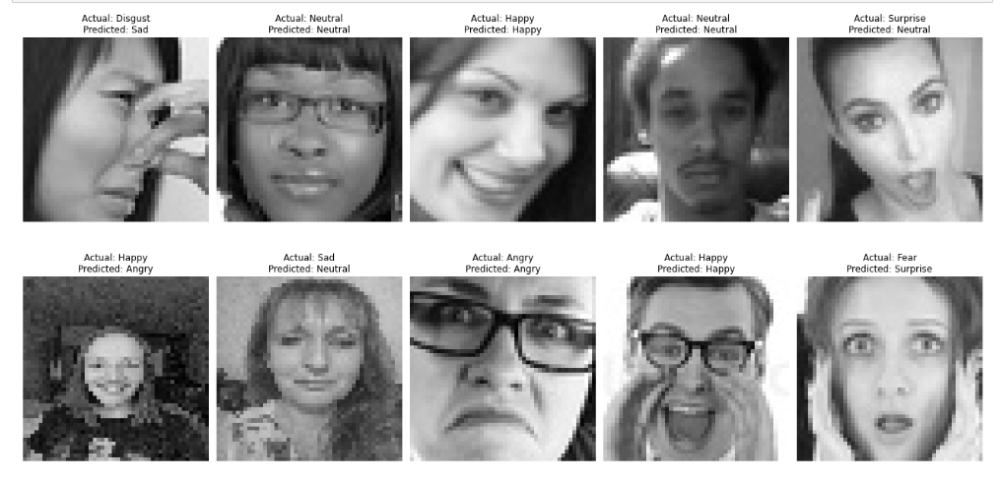 Actual: Disgust
Predicted: Sad
Actual: Neutral
Predicted: Neutral
Actual: Happy
Predicted: Happy
Actual: Neutral
Predicted: Neutral
Actual: Surprise
Predicted: Neutral
Actual: Happy
Predicted: Angry
Actual: Sad
Predicted: Neutral
Actual: Angry
Predicted: Angry
Actual: Happy
Predicted: Happy
Actual: Fear
Predicted: Surprise